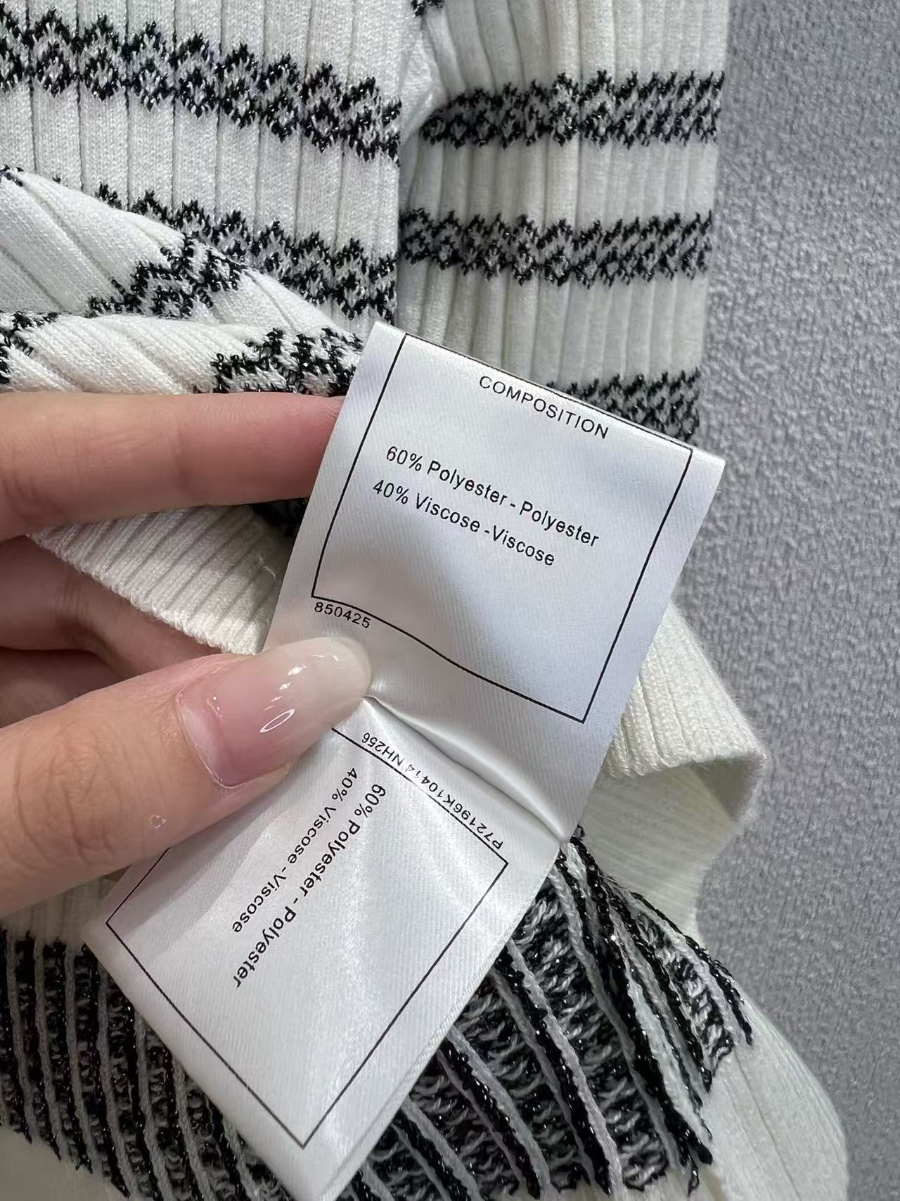 COMPOSITION
60% Polyester - Polyester
40% Viscose -Viscose
850425
P72196K10414 NH256
60% Polyester - Polyester
40% Viscose -Viscose